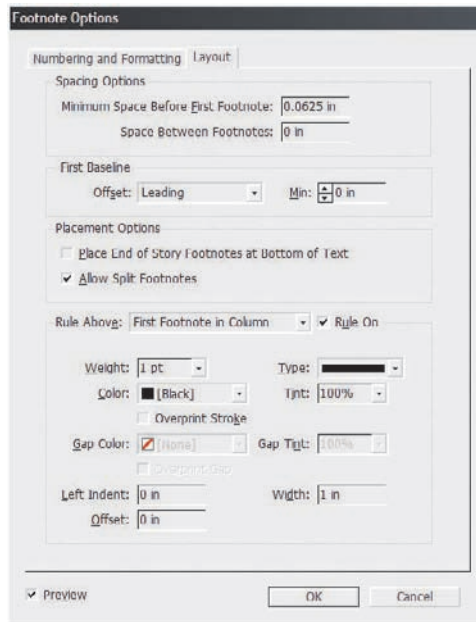 Footnote Options
Numbering and Formatting Layout
Spacing Options
Minimum Space Before First Footnote: 0.0625 in
Space Between Footnotes: 0 in
First Baseline
Offset: Leading Min: 0 in
Placement Options
Place End of Story Footnotes at Bottom of Text
Allow Split Footnotes
Rule Above: First Footnote in Column Rule On
Weight: 1 pt Type:
Color: [Black] Tint: 100%
Overprint Stroke
Gap Color: [None] Gap Tint: 100%
Overprint Gap
Left Indent: 0 in Width: 1 in
Offset: 0 in
Preview OK Cancel